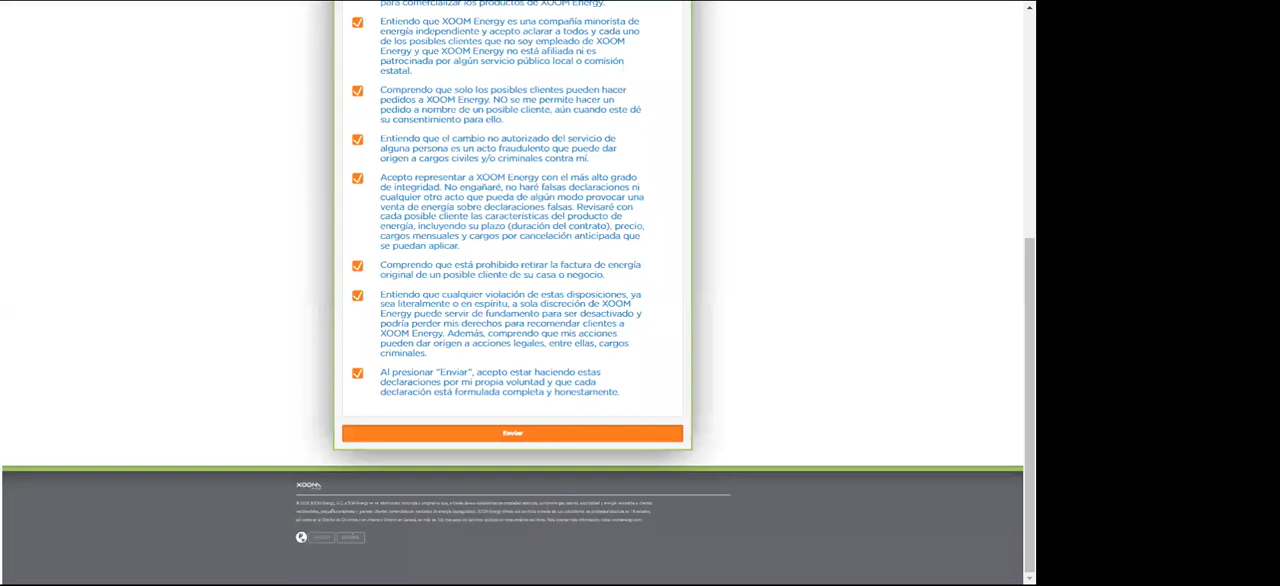 para comercializar los productos de XOOM Energy.
Entiendo que XOOM Energy es una compañía minorista de
energía independiente y acepto aclarar a todos y cada uno
de los posibles clientes que no soy empleado de XOOM
Energy y que XOOM Energy no está afiliada ni es
patrocinada por algún servicio público local o comisión
estatal.
Comprendo que solo los posibles clientes pueden hacer
pedidos a XOOM Energy. NO se me permite hacer un
pedido a nombre de un posible cliente, aún cuando este dé
su consentimiento para ello.
Entiendo que el cambio no autorizado del servicio de
alguna persona es un acto fraudulento que puede dar
origen a cargos civiles y/o criminales contra mí.
Acepto representar a XOOM Energy con el más alto grado
de integridad. No engañaré, no haré falsas declaraciones ni
cualquier otro acto que pueda de algún modo provocar una
venta de energía sobre declaraciones falsas. Revisaré con
cada posible cliente las características del producto de
energía, incluyendo su plazo (duración del contrato), precio,
cargos mensuales y cargos por cancelación anticipada que
se puedan aplicar.
Comprendo que está prohibido retirar la factura de energía
original de un posible cliente de su casa o negocio.
Entiendo que cualquier violación de estas disposiciones, ya
sea literalmente o en espíritu, a sola discreción de XOOM
Energy puede servir de fundamento para ser desactivado y
podría perder mis derechos para recomendar clientes a
XOOM Energy. Además, comprendo que mis acciones
pueden dar origen a acciones legales, entre ellas, cargos
criminales.
Al presionar "Enviar", acepto estar haciendo estas
declaraciones por mi propia voluntad y que cada
declaración está formulada completa y honestamente.
Enviar
XOOM